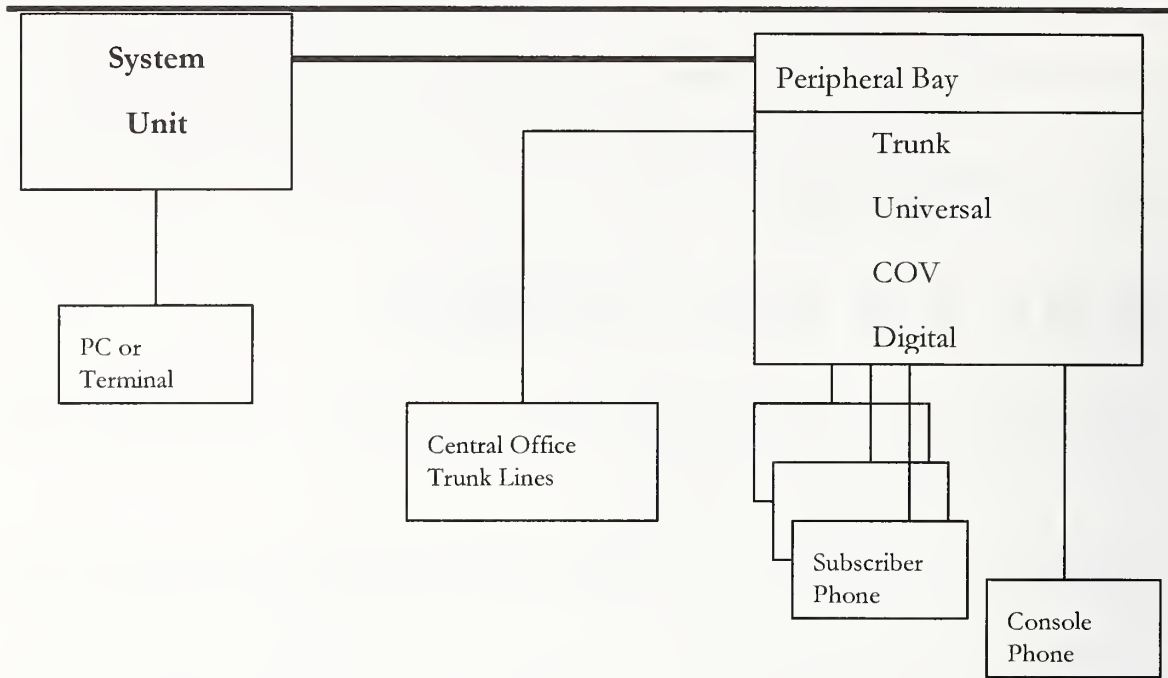 System
Unit
Peripheral Bay
Trunk
Universal
COV
Digital
PC or
Terminal
Central Office
Trunk Lines
Subscriber
Phone
Console
Phone